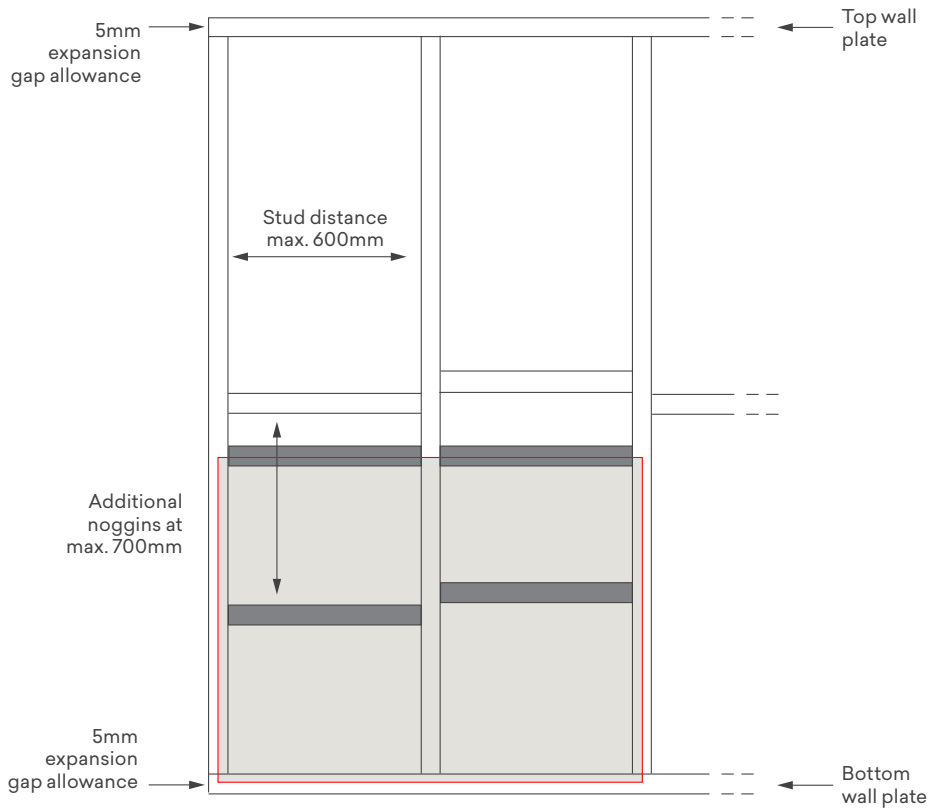 5mm
expansion
gap allowance
Top wall
plate
Stud distance
max. 600mm
Additional
noggins at
max. 700mm
5mm
expansion
gap allowance
Bottom
wall plate